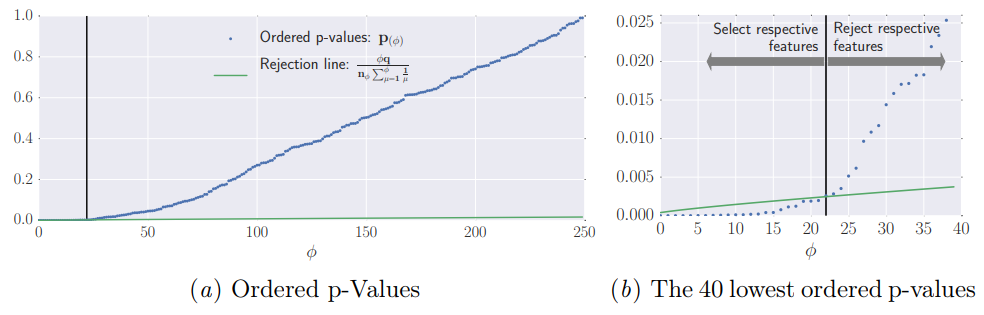 1.0
0.8
0.6
0.4
0.2
0.0
0 50 100 150 200 250
ϕ
Ordered p-values: p(ϕ)
Rejection line: ϕq / nϕ ∑ϕμ=1 1/μ
(a) Ordered p-Values
0.025
0.020
0.015
0.010
0.005
0.000
0 5 10 15 20 25 30 35 40
ϕ
Select respective
features
Reject respective
features
(b) The 40 lowest ordered p-values